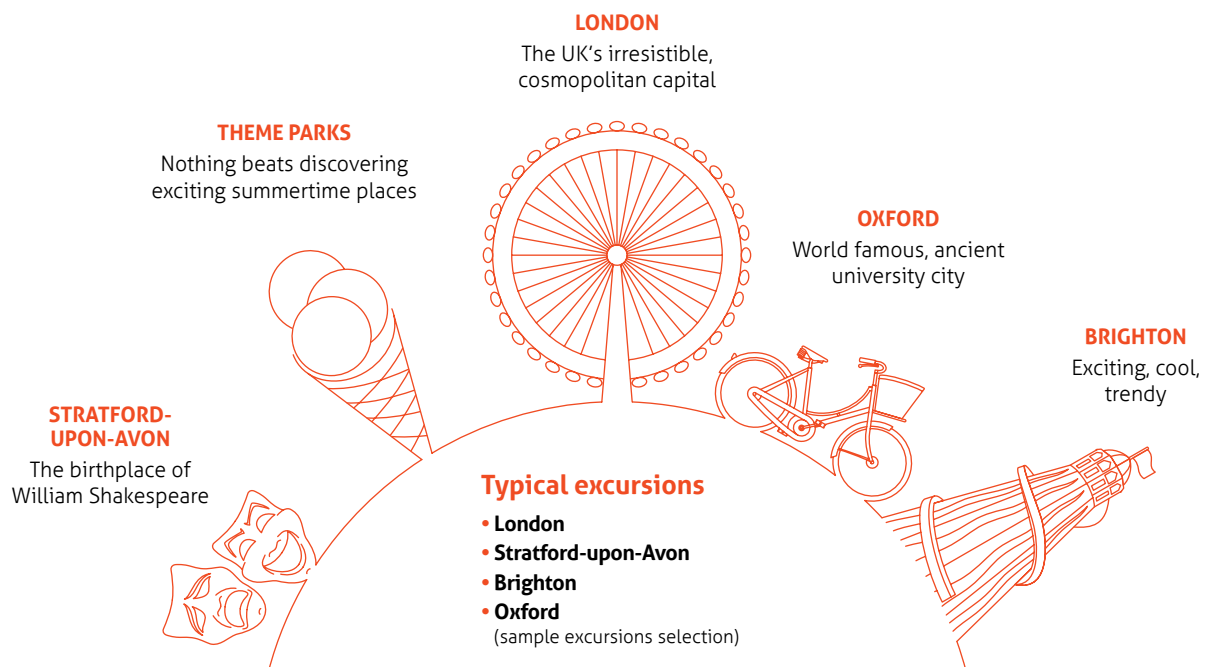 LONDON
The UK's irresistible,
cosmopolitan capital
THEME PARKS
Nothing beats discovering
exciting summertime places
OXFORD
World famous, ancient
university city
BRIGHTON
Exciting, cool,
trendy
STRATFORD-
UPON-AVON
The birthplace of
William Shakespeare
Typical excursions
• London
• Stratford-upon-Avon
• Brighton
• Oxford
(sample excursions selection)